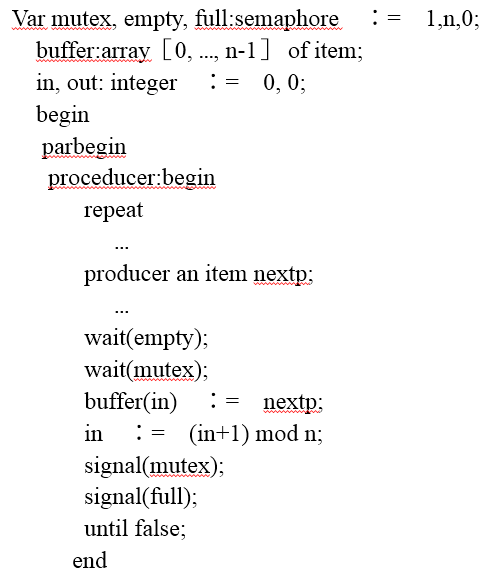 Var mutex, empty, full:semaphore ：= 1,n,0;
buffer:array［0, ..., n-1］ of item;
in, out: integer ：= 0, 0;
begin
parbegin
proceducer:begin
repeat
...
producer an item nextp;
...
wait(empty);
wait(mutex);
buffer(in) ：= nextp;
in ：= (in+1) mod n;
signal(mutex);
signal(full);
until false;
end